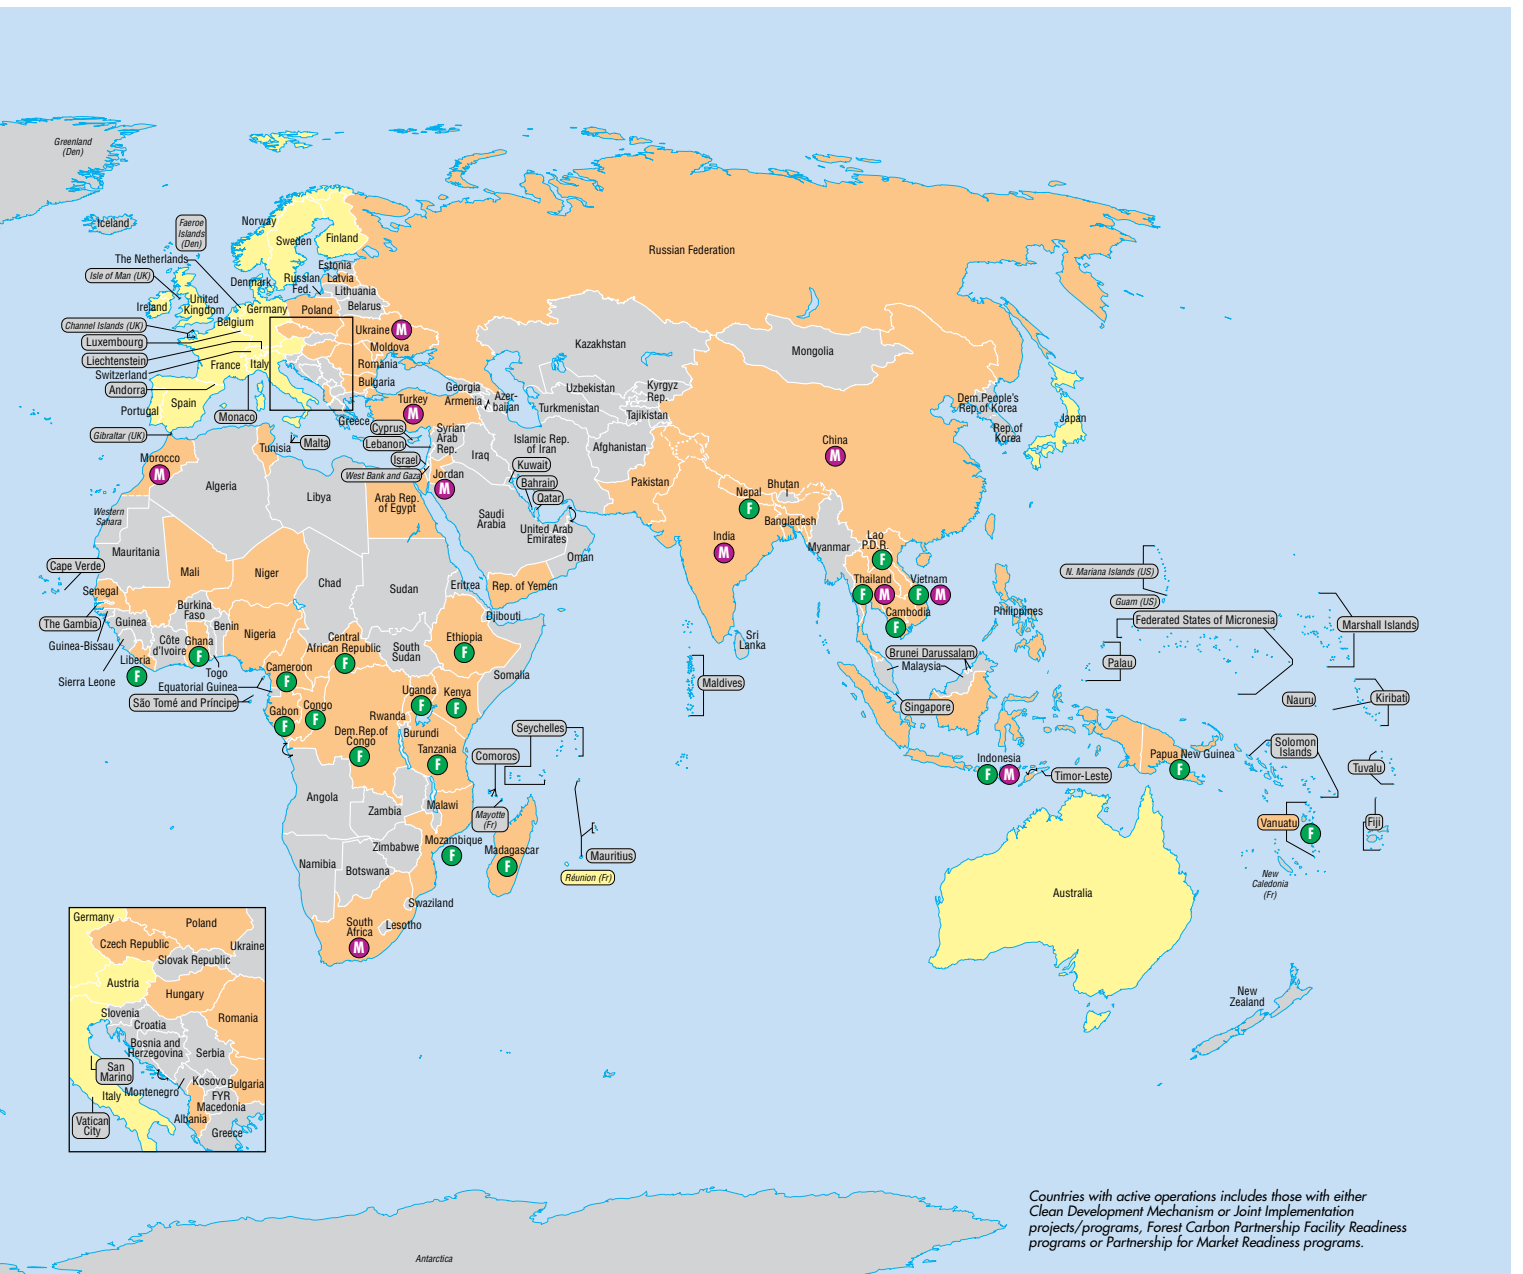 Greenland
(Den)
Iceland
Norway
Faeroe
Islands
(Den)
Sweden
Finland
Russian Federation
The Netherlands
Isle of Man (UK)
Estonia
Denmark
Russian
Fed.
Latvia
Lithuania
Belarus
Ireland
United
Kingdom
Germany
Poland
Channel Islands (UK)
Belgium
Ukraine
M
Luxembourg
Moldova
Liechtenstein
France
Italy
Romania
Switzerland
Andorra
Bulgaria
Spain
Portugal
Monaco
Greece
Gibraltar (UK)
Turkey
M
Georgia
Armenia
Azer-
baijan
Kazakhstan
Mongolia
Uzbekistan
Kyrgyz
Rep.
Turkmenistan
Tajikistan
Dem.People's
Rep.of Korea
Rep.of
Korea
Japan
Cyprus
Lebanon
Syrian
Arab
Rep.
Tunisia
Malta
Israel
Iraq
Islamic Rep.
of Iran
Afghanistan
China
M
Morocco
M
West Bank and Gaza
Jordan
M
Kuwait
Bahrain
Qatar
Pakistan
Algeria
Libya
Arab Rep.
of Egypt
Nepal
F
Bhutan
Western
Sahara
Saudi
Arabia
United Arab
Emirates
Oman
Bangladesh
India
M
Myanmar
Lao
P.D.R.
F
Mauritania
Cape Verde
Mali
Niger
Chad
Sudan
Eritrea
Rep. of Yemen
Thailand
F
M
Vietnam
F
M
N. Mariana Islands (US)
Guam (US)
Senegal
The Gambia
Guinea-Bissau
Guinea
Burkina
Faso
Benin
Nigeria
Djibouti
Cambodia
F
Philippines
Federated States of Micronesia
Marshall Islands
Côte
d'Ivoire
Ghana
F
Central
African Republic
F
South
Sudan
Ethiopia
F
Sri
Lanka
Brunei Darussalam
Malaysia
Palau
Liberia
F
Sierra Leone
Togo
Cameroon
F
Equatorial Guinea
São Tomé and Príncipe
Somalia
Maldives
Singapore
Nauru
Kiribati
Gabon
F
Congo
F
Uganda
F
Kenya
F
Rwanda
Burundi
Dem.Rep.of
Congo
F
Tanzania
F
Seychelles
Comoros
Indonesia
F
M
Timor-Leste
Papua New Guinea
F
Solomon
Islands
Tuvalu
Angola
Zambia
Malawi
Mayotte
(Fr)
Vanuatu
F
Fiji
Zimbabwe
Mozambique
F
Madagascar
F
Mauritius
Réunion (Fr)
Namibia
Botswana
New
Caledonia
(Fr)
Australia
Swaziland
South
Africa
M
Lesotho
New
Zealand
Germany
Poland
Czech Republic
Ukraine
Slovak Republic
Austria
Hungary
Slovenia
Croatia
Romania
Bosnia and
Herzegovina
Serbia
San
Marino
Kosovo
Bulgaria
Italy
Montenegro
FYR
Macedonia
Vatican
City
Albania
Greece
Antarctica
Countries with active operations includes those with either
Clean Development Mechanism or Joint Implementation
projects/programs, Forest Carbon Partnership Facility Readiness
programs or Partnership for Market Readiness programs.